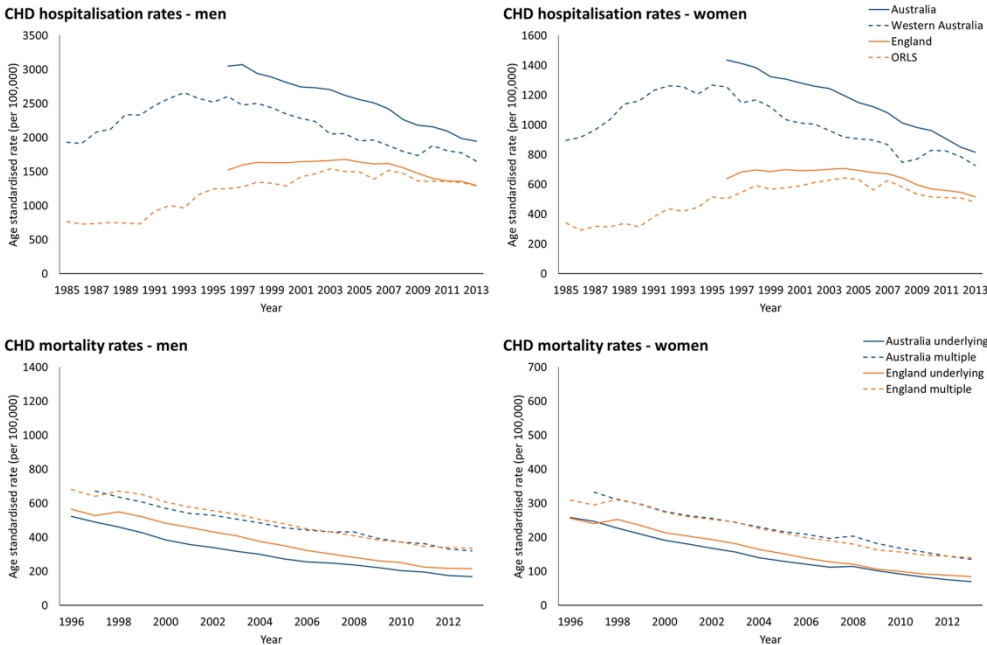 CHD hospitalisation rates - men
Age standardised rate (per 100,000)
3500
3000
2500
2000
1500
1000
500
0
1985 1987 1989 1991 1993 1995 1997 1999 2001 2003 2005 2007 2009 2011 2013
Year
CHD hospitalisation rates - women
Australia
Western Australia
England
ORLS
Age standardised rate (per 100,000)
1600
1400
1200
1000
800
600
400
200
0
1985 1987 1989 1991 1993 1995 1997 1999 2001 2003 2005 2007 2009 2011 2013
Year
CHD mortality rates - men
Age standardised rate (per 100,000)
1400
1200
1000
800
600
400
200
0
1996 1998 2000 2002 2004 2006 2008 2010 2012
Year
CHD mortality rates - women
Australia underlying
Australia multiple
England underlying
England multiple
Age standardised rate (per 100,000)
700
600
500
400
300
200
100
0
1996 1998 2000 2002 2004 2006 2008 2010 2012
Year